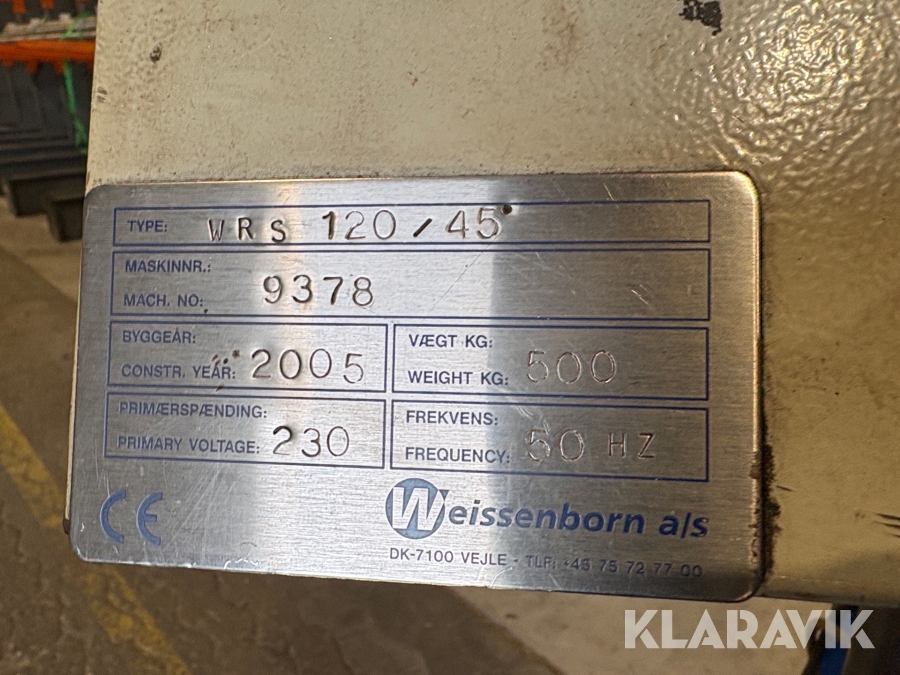 TYPE: WRS 120/45°
MASKINNR.:
MACH. NO: 9378
BYGGEÅR:
CONSTR. YEAR: 2005
VÆGT KG:
WEIGHT KG: 500
PRIMÆRSPÆNDING:
PRIMARY VOLTAGE: 230
FREKVENS:
FREQUENCY: 50 HZ
CE
Weissenborn a/s
DK-7100 VEJLE - TLF: +45 75 72 77 00
KLARAVIK